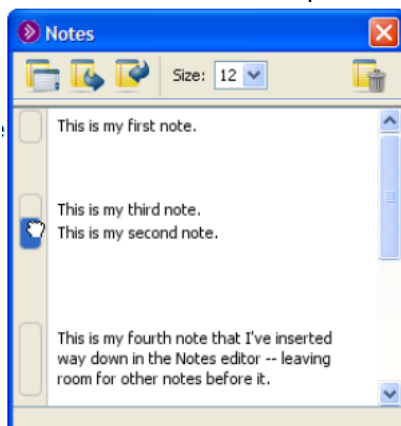 Notes
Size: 12
This is my first note.
This is my third note.
This is my second note.
This is my fourth note that I've inserted
way down in the Notes editor -- leaving
room for other notes before it.